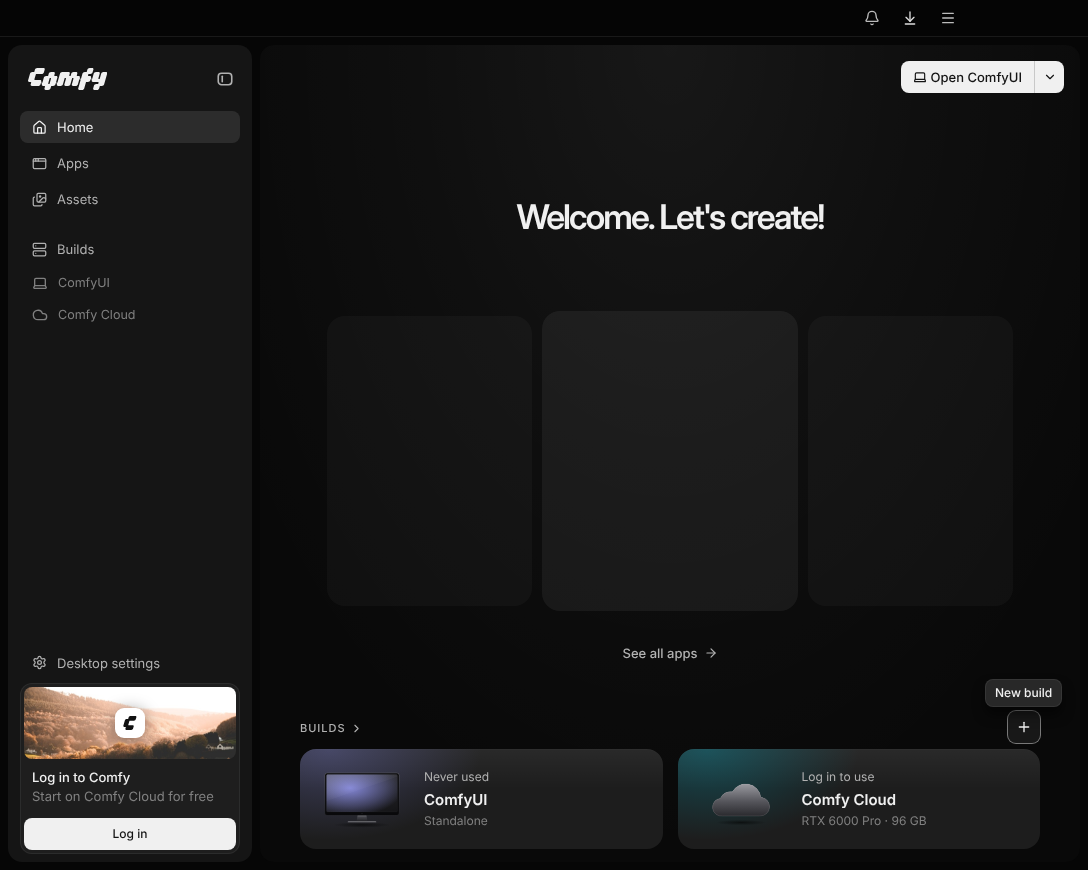 Comfy
Open ComfyUI
Home
Apps
Assets
Builds
ComfyUI
Comfy Cloud
Welcome. Let's create!
See all apps
Desktop settings
Log in to Comfy
Start on Comfy Cloud for free
Log in
New build
BUILDS
Never used
ComfyUI
Standalone
Log in to use
Comfy Cloud
RTX 6000 Pro · 96 GB